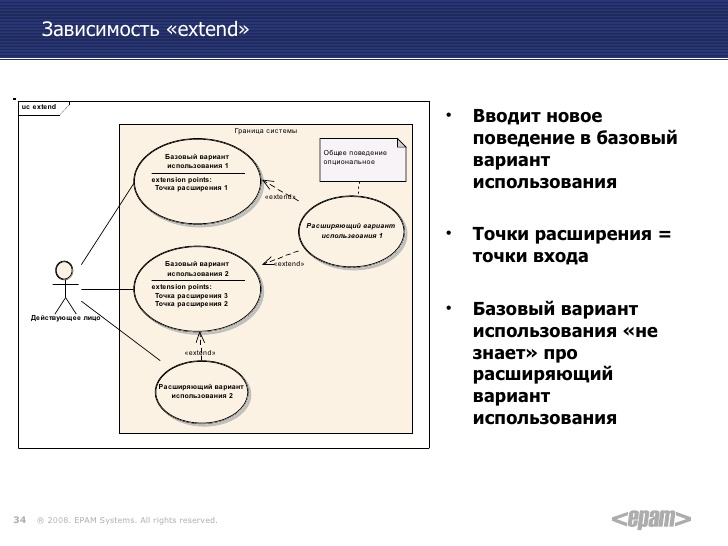 Зависимость «extend»
uc extend
Граница системы
Базовый вариант
использования 1
extension points:
Точка расширения 1
Общее поведение
опциональное
«extend»
Расширяющий вариант
использвоания 1
Базовый вариант
использования 2
extension points:
Точка расширения 3
Точка расширения 2
«extend»
Действующее лицо
«extend»
Расширяющий вариант
использования 2
• Вводит новое
поведение в базовый
вариант
использования
• Точки расширения =
точки входа
• Базовый вариант
использования «не
знает» про
расширяющий
вариант
использования
34 ® 2008. EPAM Systems. All rights reserved.
<epam>